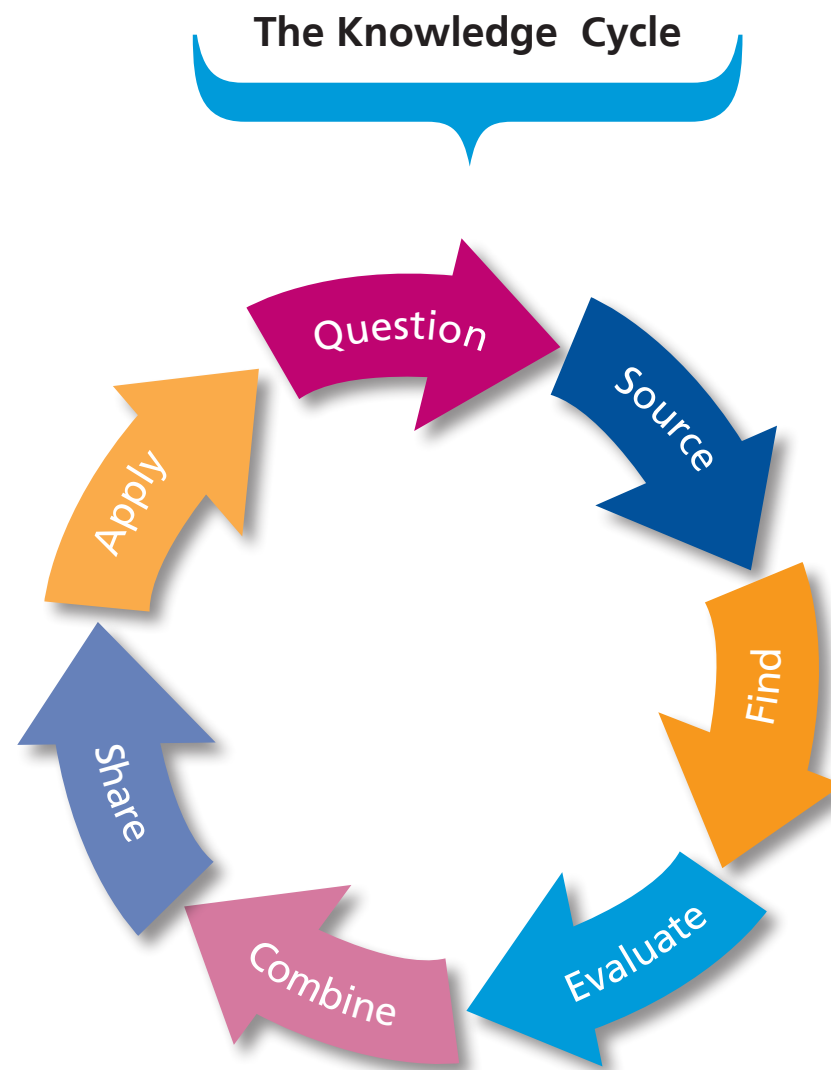 The Knowledge Cycle
Question
Source
Find
Evaluate
Combine
Share
Apply